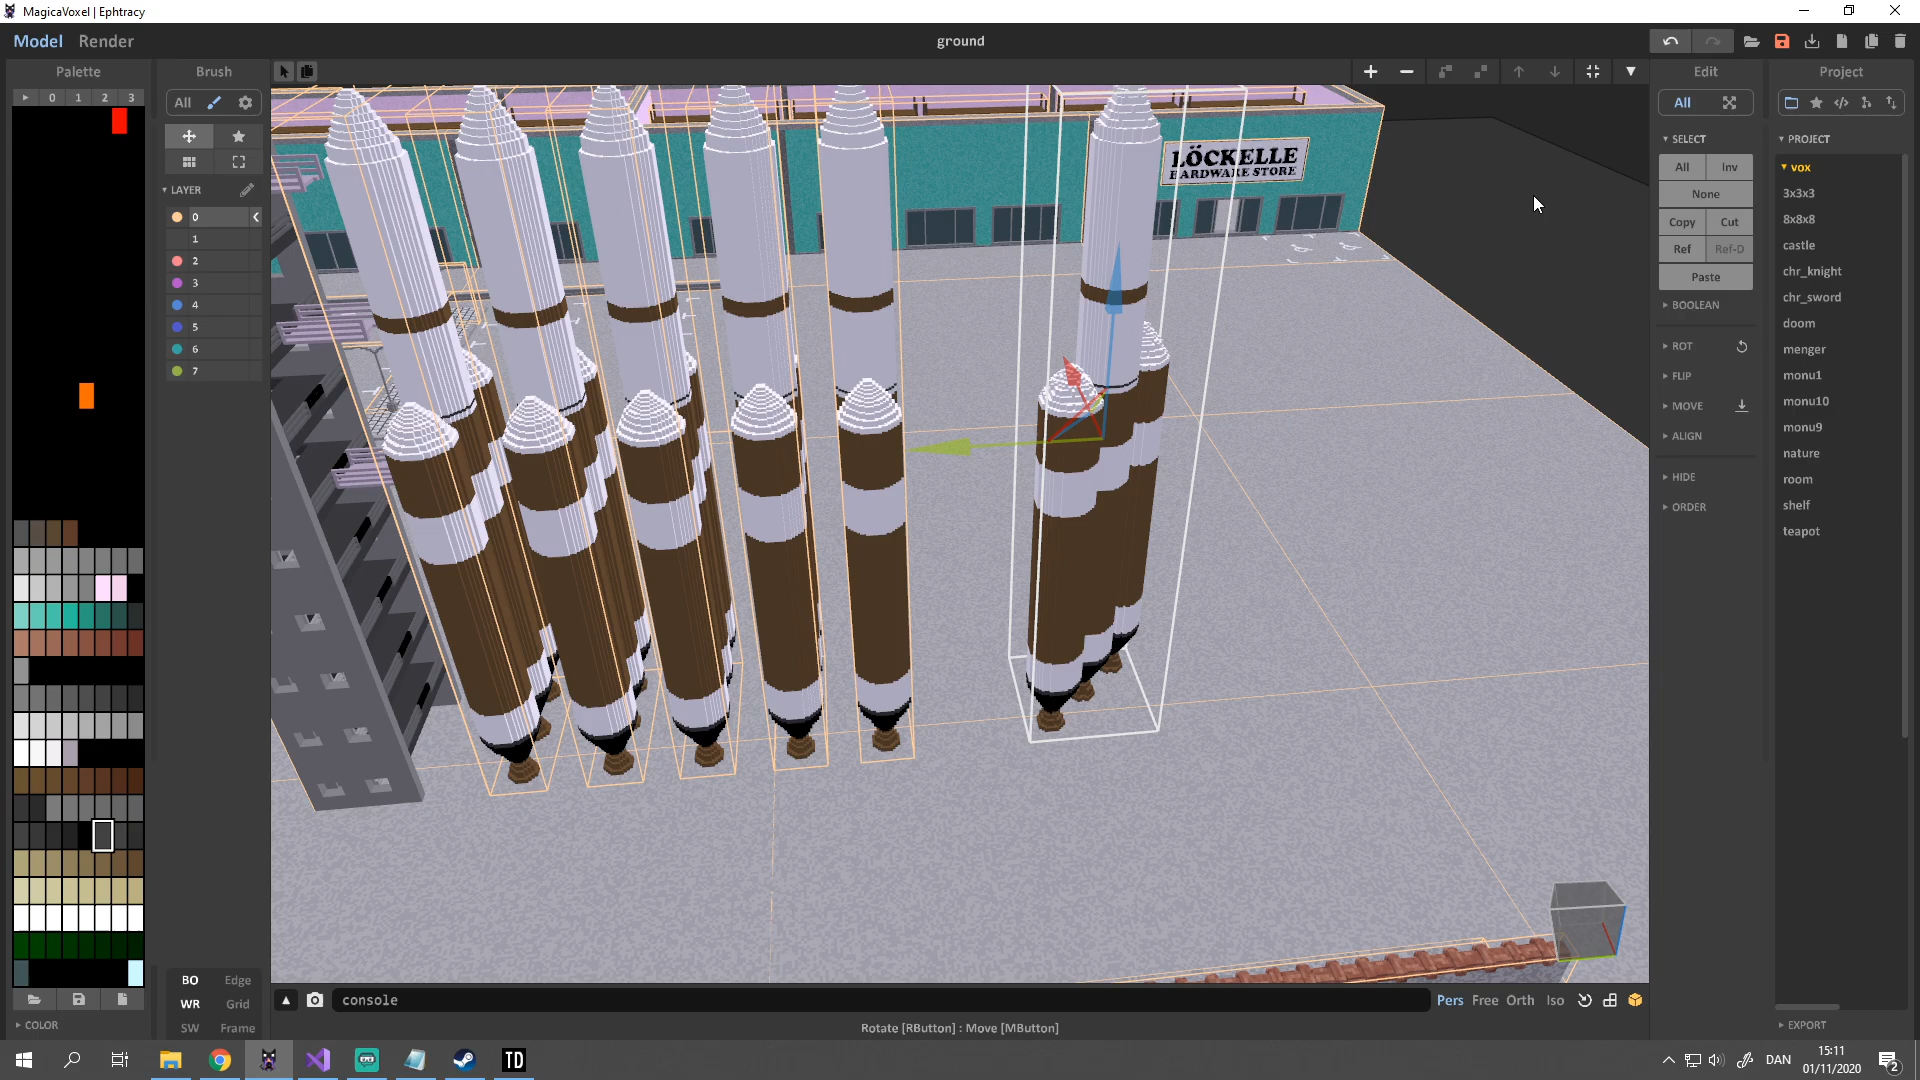 MagicaVoxel | Ephtracy
Model Render
ground
Palette
Brush
Edit
Project
0 1 2 3
All
All
LAYER
0
1
2
3
4
5
6
7
SELECT
All Inv
None
Copy Cut
Ref Ref-D
Paste
BOOLEAN
ROT
FLIP
MOVE
ALIGN
HIDE
ORDER
PROJECT
vox
3x3x3
8x8x8
castle
chr_knight
chr_sword
doom
menger
monu1
monu10
monu9
nature
room
shelf
teapot
LÖCKELLE
HARDWARE STORE
BO Edge
WR Grid
SW Frame
COLOR
console
Pers Free Orth Iso
Rotate [RButton] : Move [MButton]
EXPORT
TD
DAN
15:11
01/11/2020
2